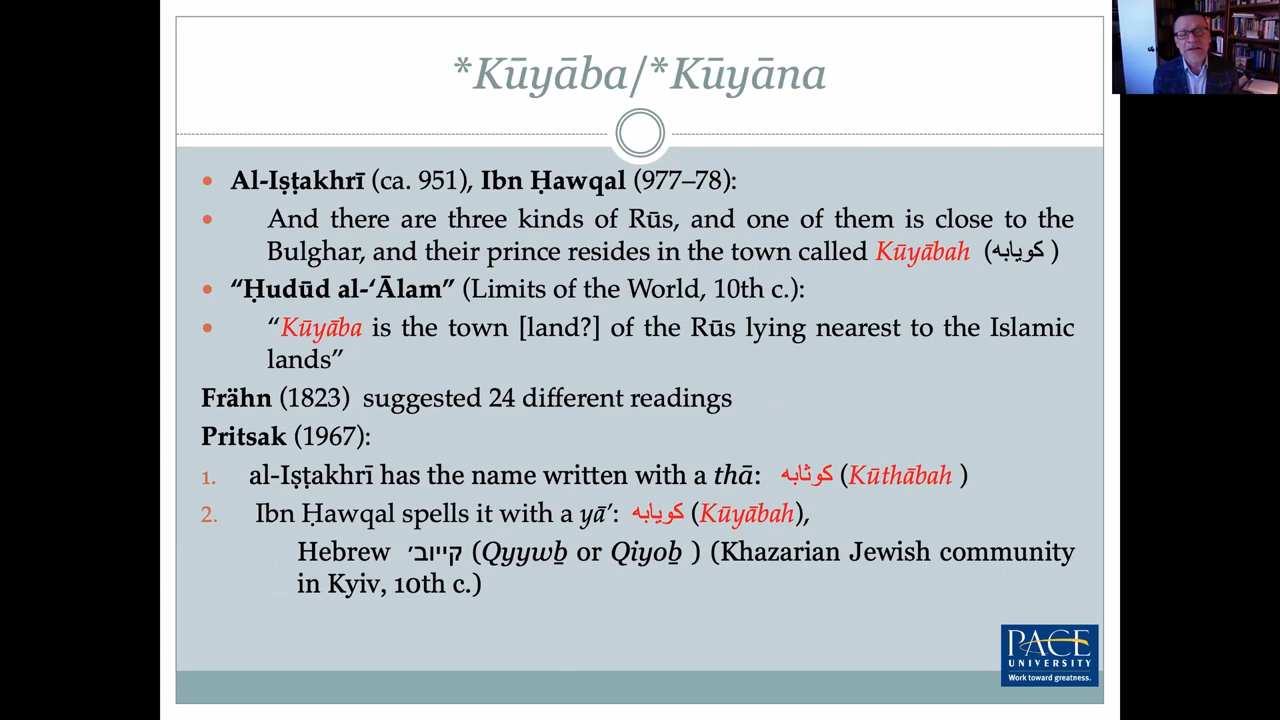 *Kūyāba/*Kūyāna
• Al-Iṣṭakhrī (ca. 951), Ibn Ḥawqal (977–78):
• And there are three kinds of Rūs, and one of them is close to the
Bulghar, and their prince resides in the town called Kūyābah (كويابه )
• “Ḥudūd al-‘Ālam” (Limits of the World, 10th c.):
• “Kūyāba is the town [land?] of the Rūs lying nearest to the Islamic
lands”
Frähn (1823) suggested 24 different readings
Pritsak (1967):
1. al-Iṣṭakhrī has the name written with a thā: كوثابه (Kūthābah )
2. Ibn Ḥawqal spells it with a yā’: كويابه (Kūyābah),
Hebrew קייוב׳ (Qyywḇ or Qiyoḇ ) (Khazarian Jewish community
in Kyiv, 10th c.)
PACE
UNIVERSITY
Work toward greatness.